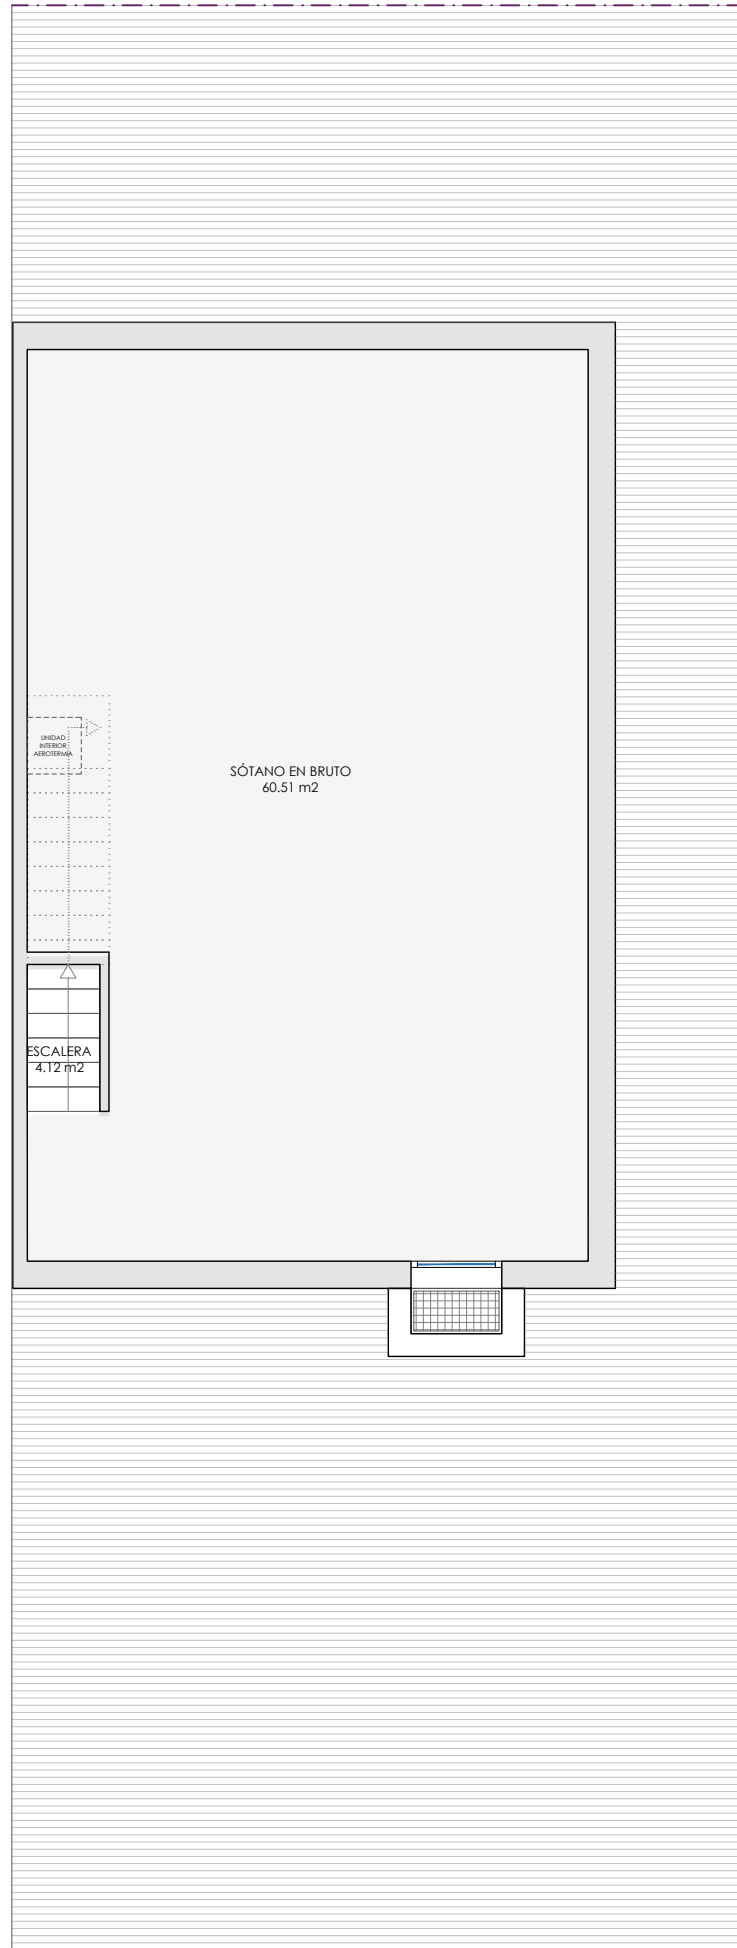 UNIDAD
INTERIOR
AEROTERMIA
SÓTANO EN BRUTO
60.51 m2
ESCALERA
4.12 m2